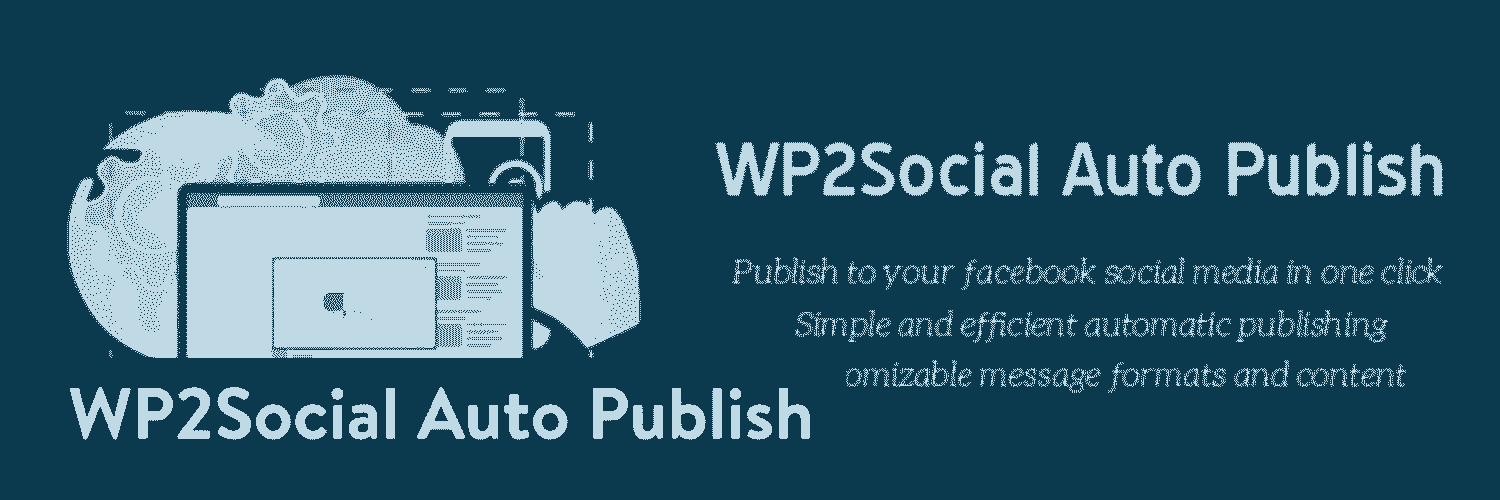 WP2Social Auto Publish
Publish to your facebook social media in one click
Simple and efficient automatic publishing
omizable message formats and content
WP2Social Auto Publish